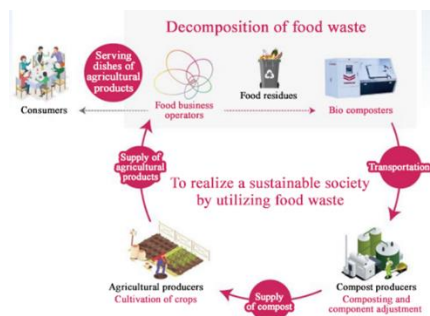 Decomposition of food waste
Serving
dishes of
agricultural
products
Consumers
Food business
operators
Food residues
Bio composters
Supply of
agricultural
products
Transportation
To realize a sustainable society
by utilizing food waste
Agricultural producers
Cultivation of crops
Supply
of compost
Compost producers
Composting and
component adjustment